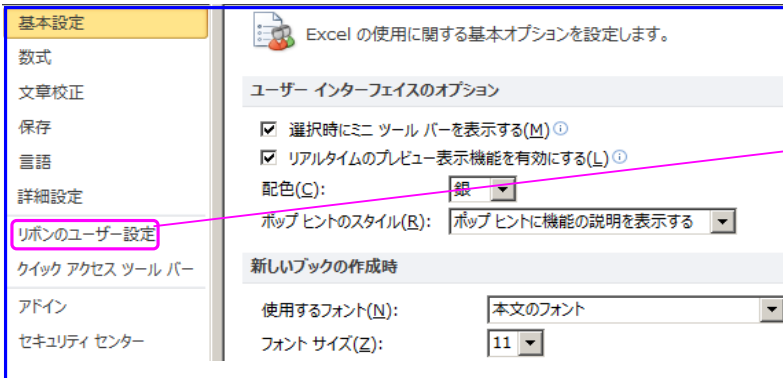 基本設定
数式
文章校正
保存
言語
詳細設定
リボンのユーザー設定
クイック アクセス ツール バー
アドイン
セキュリティ センター
Excel の使用に関する基本オプションを設定します。
ユーザー インターフェイスのオプション
選択時にミニ ツール バーを表示する(M)
リアルタイムのプレビュー表示機能を有効にする(L)
配色(C): 銀
ポップ ヒントのスタイル(R): ポップ ヒントに機能の説明を表示する
新しいブックの作成時
使用するフォント(N): 本文のフォント
フォント サイズ(Z): 11